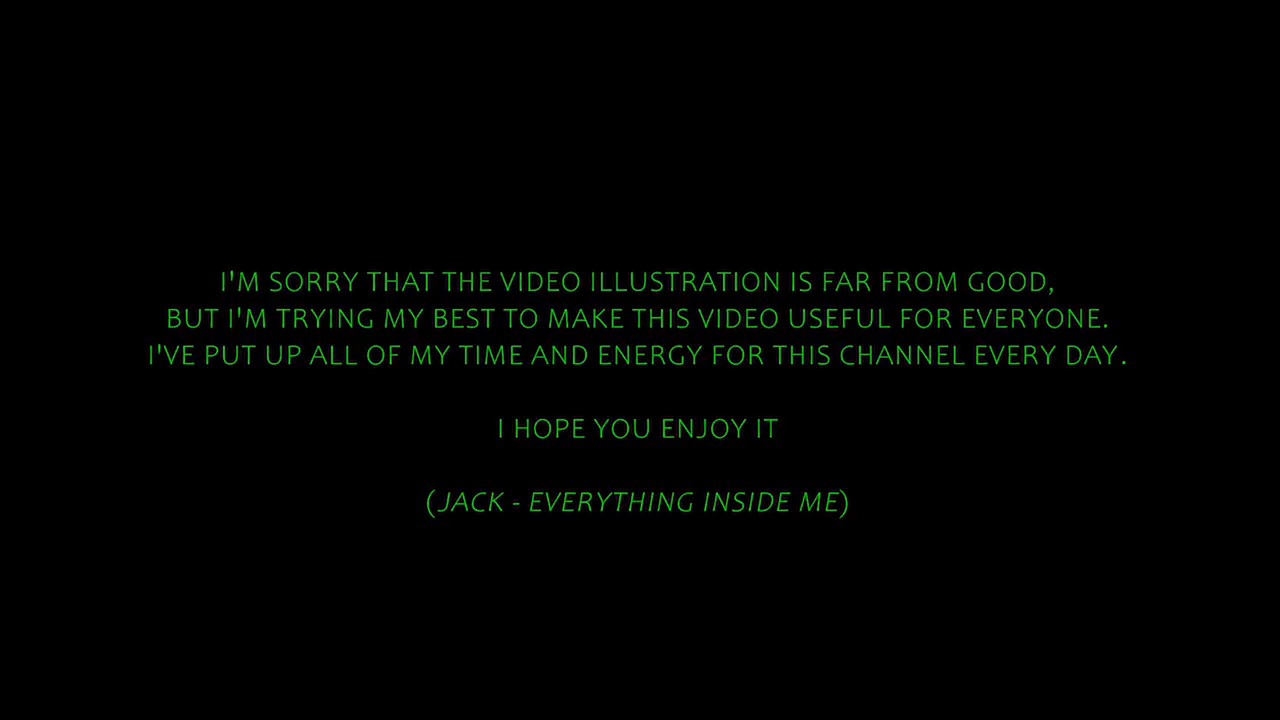 I'M SORRY THAT THE VIDEO ILLUSTRATION IS FAR FROM GOOD,
BUT I'M TRYING MY BEST TO MAKE THIS VIDEO USEFUL FOR EVERYONE.
I'VE PUT UP ALL OF MY TIME AND ENERGY FOR THIS CHANNEL EVERY DAY.
I HOPE YOU ENJOY IT
(JACK - EVERYTHING INSIDE ME)